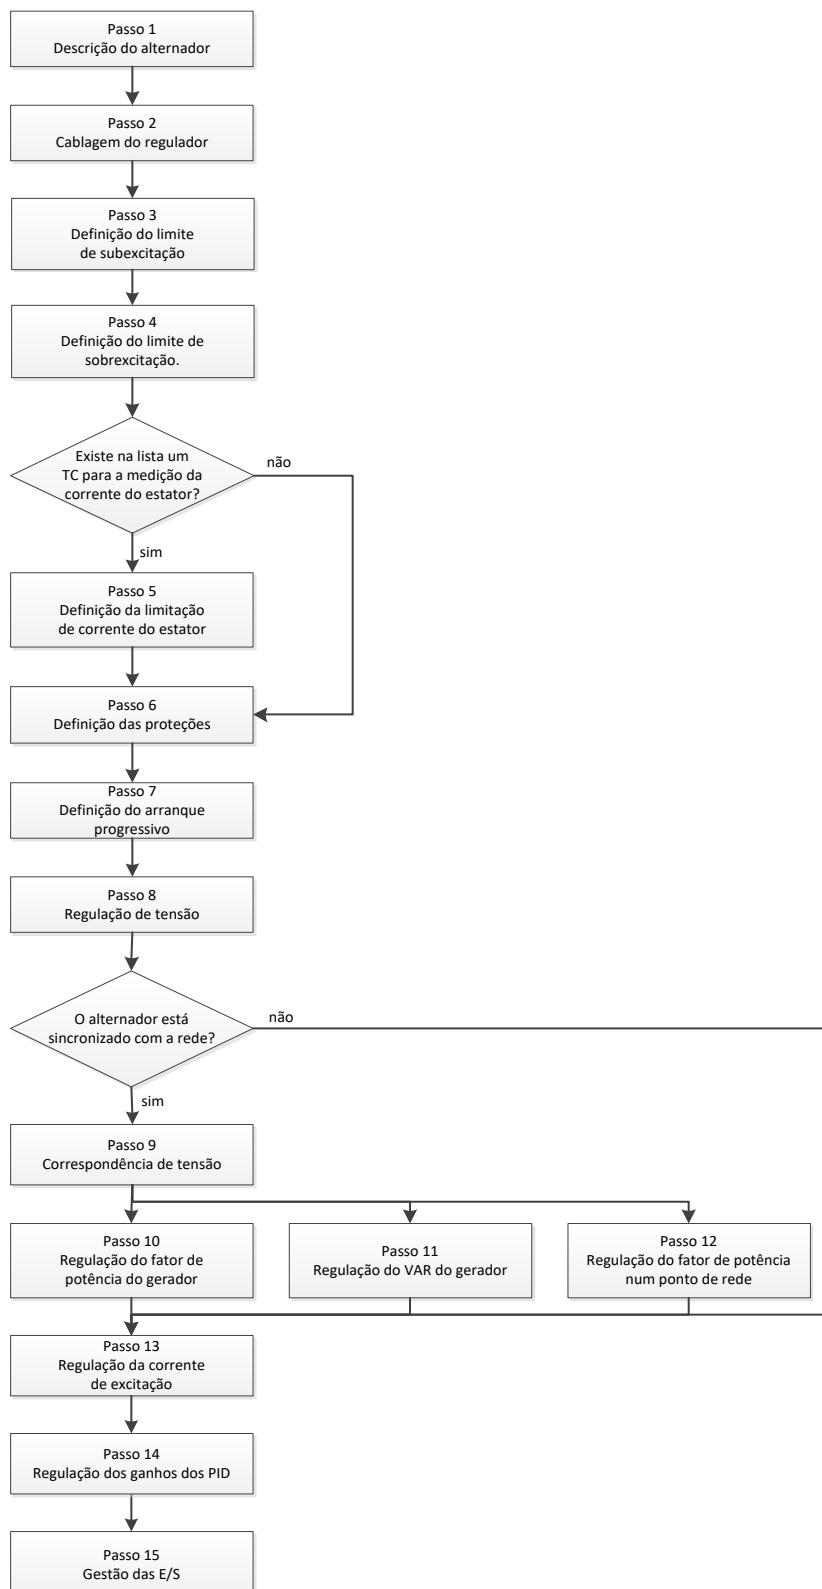 Passo 1
Descrição do alternador
Passo 2
Cablagem do regulador
Passo 3
Definição do limite
de subexcitação
Passo 4
Definição do limite de
sobrexcitação.
Existe na lista um
TC para a medição da
corrente do estator?
não
sim
Passo 5
Definição da limitação
de corrente do estator
Passo 6
Definição das proteções
Passo 7
Definição do arranque
progressivo
Passo 8
Regulação de tensão
O alternador está
sincronizado com a rede?
não
sim
Passo 9
Correspondência de tensão
Passo 10
Regulação do fator de
potência do gerador
Passo 11
Regulação do VAR do gerador
Passo 12
Regulação do fator de potência
num ponto de rede
Passo 13
Regulação da corrente
de excitação
Passo 14
Regulação dos ganhos dos PID
Passo 15
Gestão das E/S